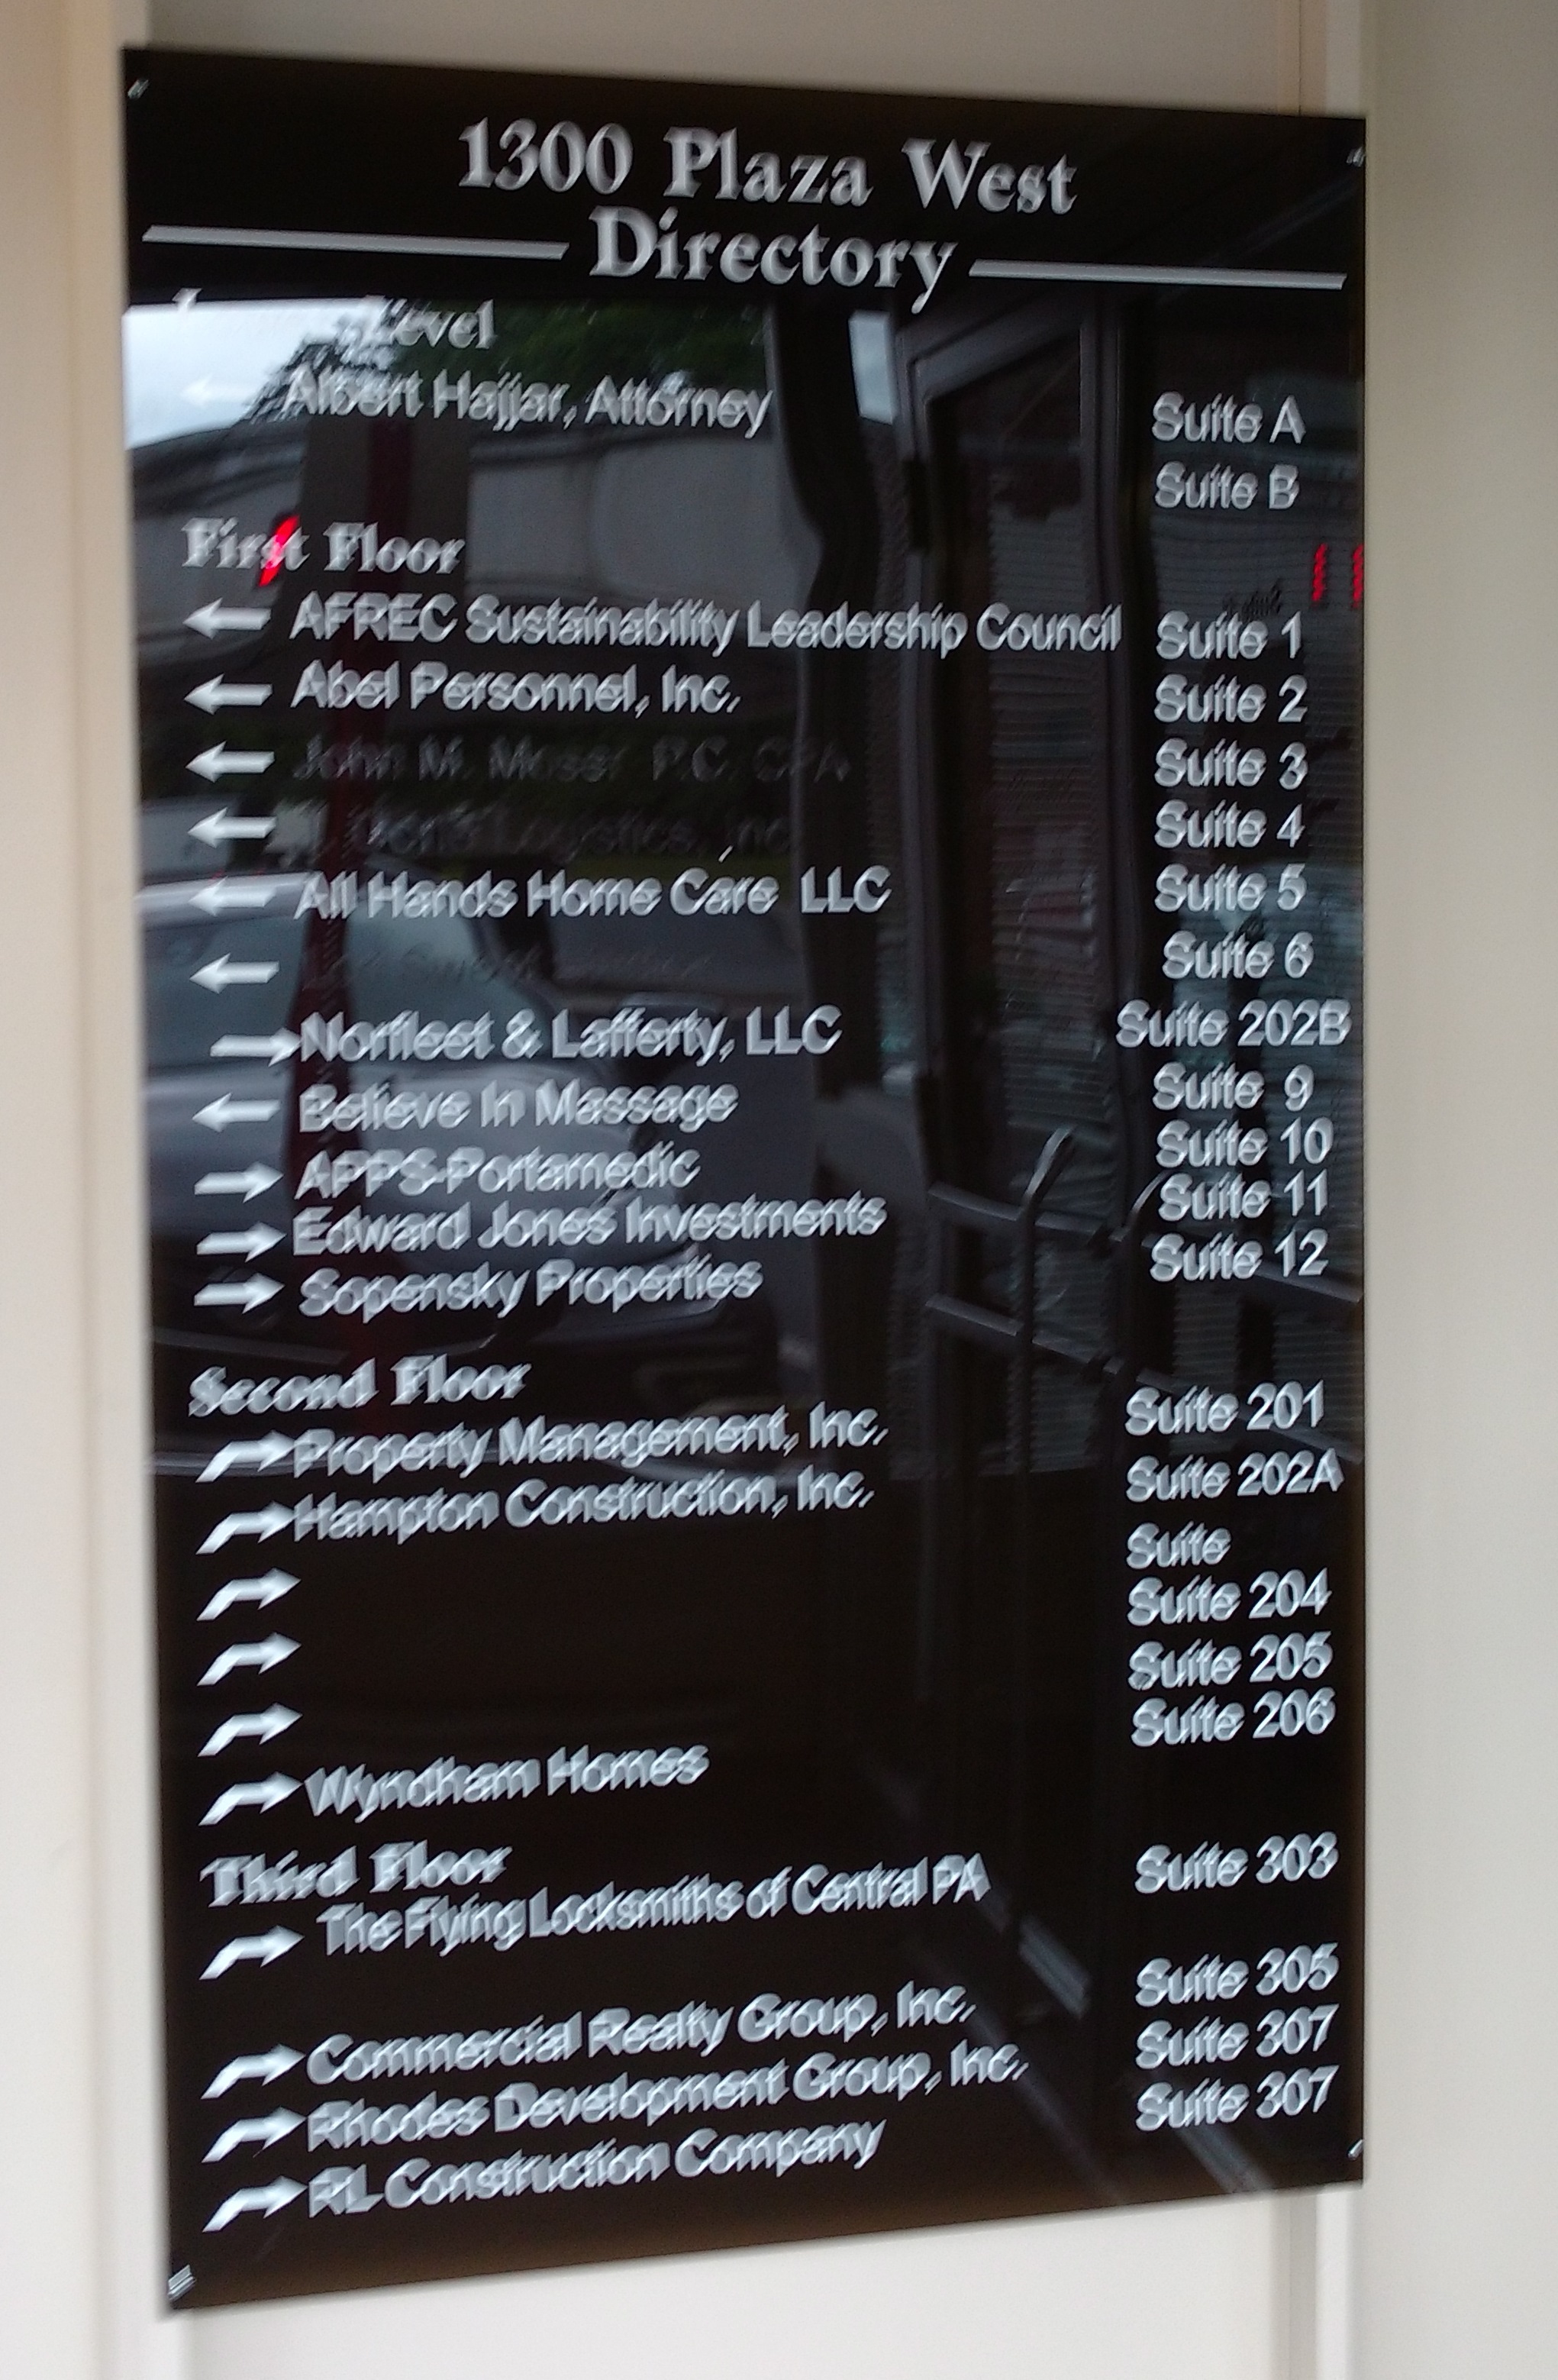 1300 Plaza West
Directory
Level
Albert Hajjar, Attorney Suite A
Suite B
First Floor
AFREC Sustainability Leadership Council Suite 1
Abel Personnel, Inc. Suite 2
John M. Moser P.C. CPA Suite 3
Logistics, Inc Suite 4
All Hands Home Care LLC Suite 5
Suite 6
Norfleet & Lafferty, LLC Suite 202B
Believe In Massage Suite 9
APPS-Portamedic Suite 10
Edward Jones Investments Suite 11
Sopensky Properties Suite 12
Second Floor
Property Management, Inc. Suite 201
Hampton Construction, Inc. Suite 202A
Suite
Suite 204
Suite 205
Wyndham Homes Suite 206
Third Floor
The Flying Locksmiths of Central PA Suite 303
Commercial Realty Group, Inc. Suite 305
Rhodes Development Group, Inc. Suite 307
RL Construction Company Suite 307